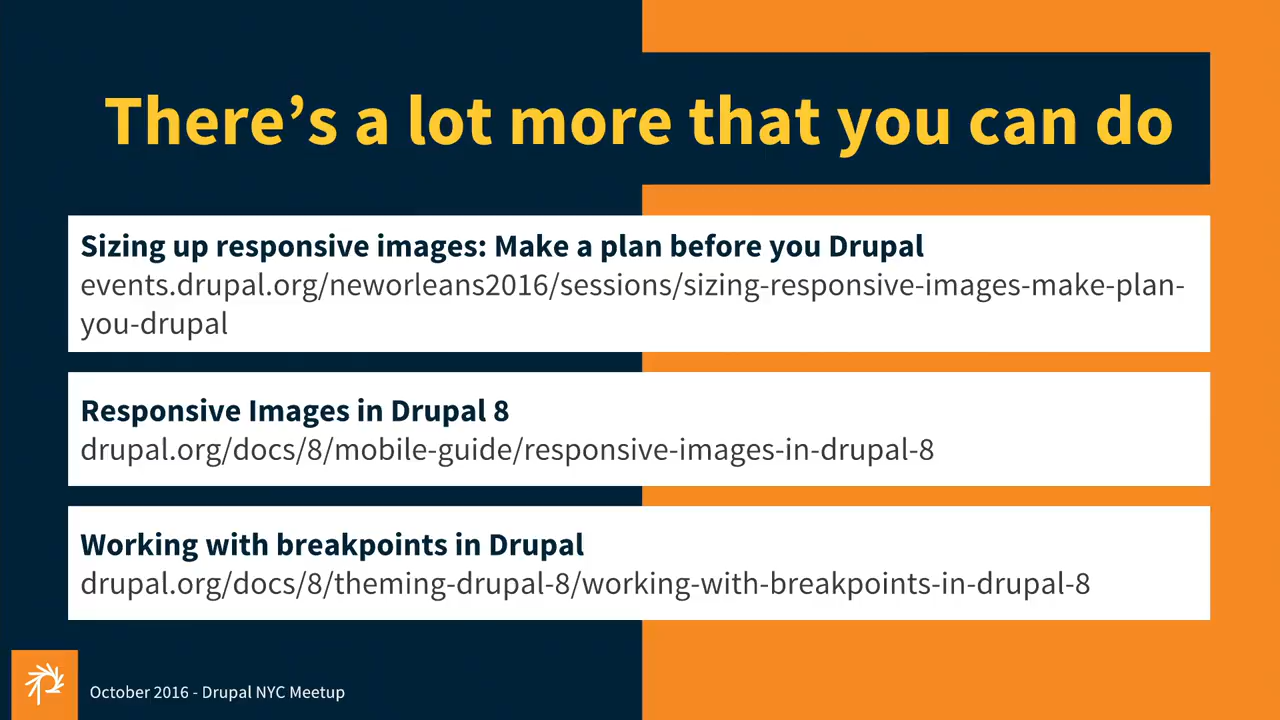 There’s a lot more that you can do
Sizing up responsive images: Make a plan before you Drupal
events.drupal.org/neworleans2016/sessions/sizing-responsive-images-make-plan-
you-drupal
Responsive Images in Drupal 8
drupal.org/docs/8/mobile-guide/responsive-images-in-drupal-8
Working with breakpoints in Drupal
drupal.org/docs/8/theming-drupal-8/working-with-breakpoints-in-drupal-8
October 2016 - Drupal NYC Meetup